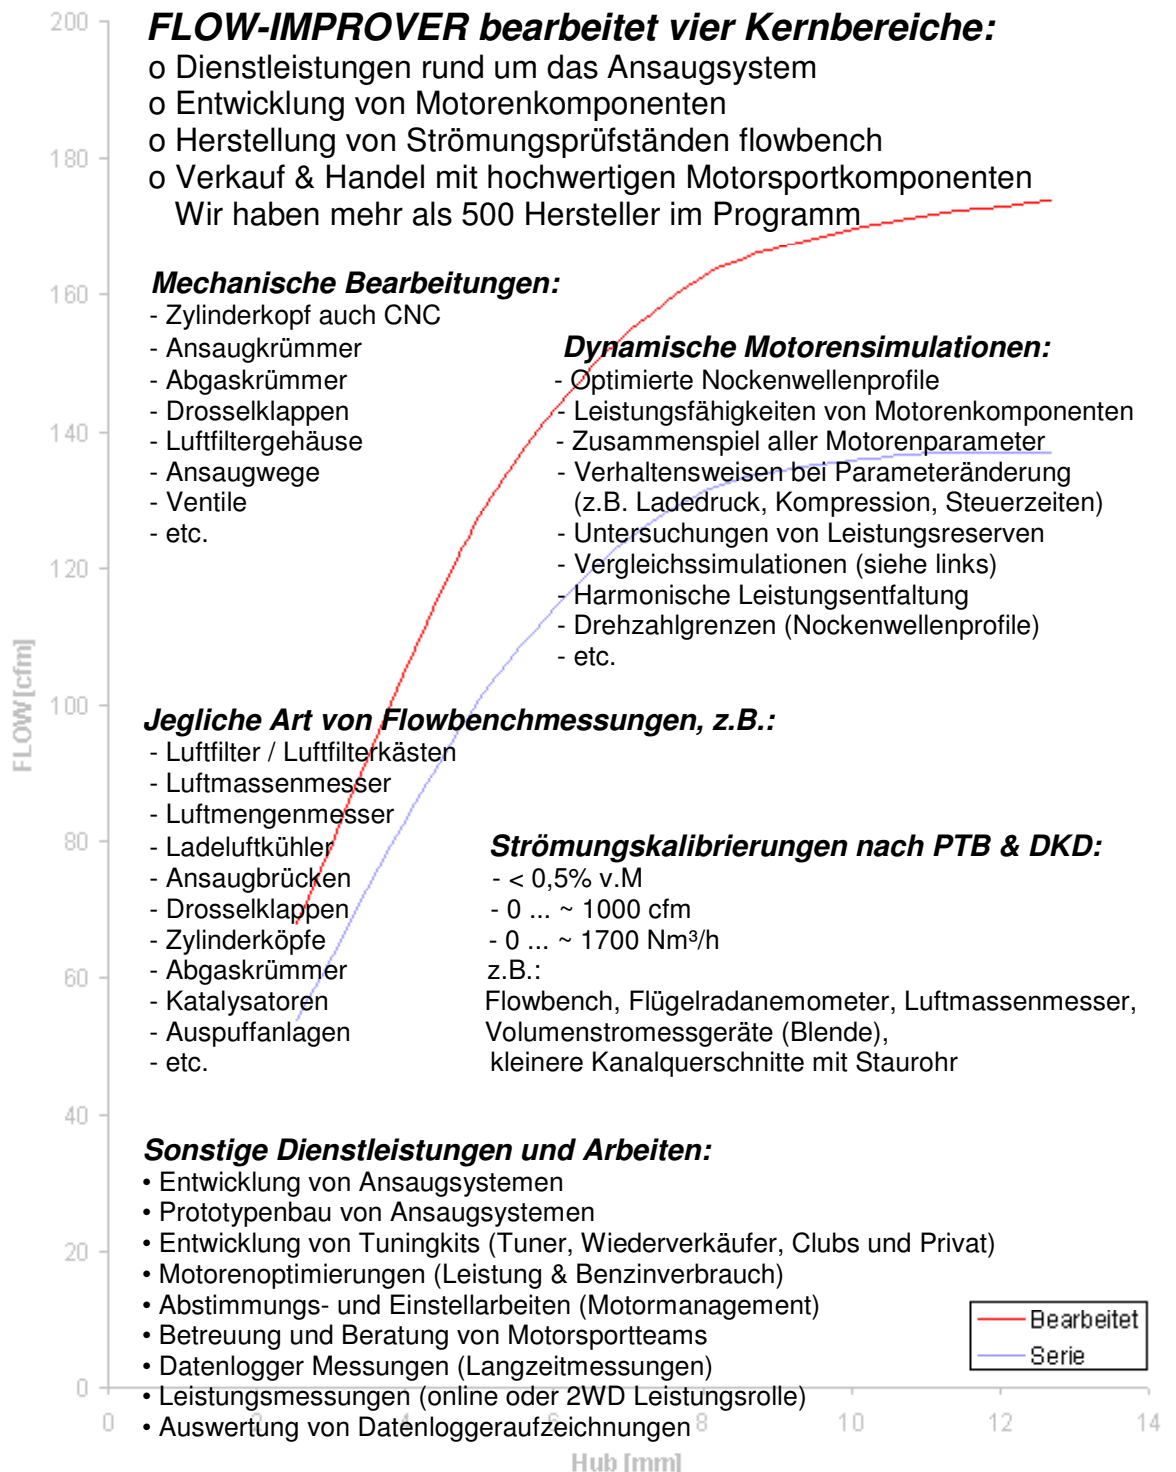 FLOW-IMPROVER bearbeitet vier Kernbereiche:
o Dienstleistungen rund um das Ansaugsystem
o Entwicklung von Motorenkomponenten
o Herstellung von Strömungsprüfständen flowbench
o Verkauf & Handel mit hochwertigen Motorsportkomponenten
Wir haben mehr als 500 Hersteller im Programm
Mechanische Bearbeitungen:
- Zylinderkopf auch CNC
- Ansaugkrümmer
- Abgaskrümmer
- Drosselklappen
- Luftfiltergehäuse
- Ansaugwege
- Ventile
- etc.
Dynamische Motorensimulationen:
- Optimierte Nockenwellenprofile
- Leistungsfähigkeiten von Motorenkomponenten
- Zusammenspiel aller Motorenparameter
- Verhaltensweisen bei Parameteränderung
(z.B. Ladedruck, Kompression, Steuerzeiten)
- Untersuchungen von Leistungsreserven
- Vergleichssimulationen (siehe links)
- Harmonische Leistungsentfaltung
- Drehzahlgrenzen (Nockenwellenprofile)
- etc.
Jegliche Art von Flowbenchmessungen, z.B.:
- Luftfilter / Luftfilterkästen
- Luftmassenmesser
- Luftmengenmesser
- Ladeluftkühler
- Ansaugbrücken
- Drosselklappen
- Zylinderköpfe
- Abgaskrümmer
- Katalysatoren
- Auspuffanlagen
- etc.
Strömungskalibrierungen nach PTB & DKD:
- < 0,5% v.M
- 0 ... ~ 1000 cfm
- 0 ... ~ 1700 Nm³/h
z.B.:
Flowbench, Flügelradanemometer, Luftmassenmesser,
Volumenstromessgeräte (Blende),
kleinere Kanalquerschnitte mit Staurohr
Sonstige Dienstleistungen und Arbeiten:
• Entwicklung von Ansaugsystemen
• Prototypenbau von Ansaugsystemen
• Entwicklung von Tuningkits (Tuner, Wiederverkäufer, Clubs und Privat)
• Motorenoptimierungen (Leistung & Benzinverbrauch)
• Abstimmungs- und Einstellarbeiten (Motormanagement)
• Betreuung und Beratung von Motorsportteams
• Datenlogger Messungen (Langzeitmessungen)
• Leistungsmessungen (online oder 2WD Leistungsrolle)
• Auswertung von Datenloggeraufzeichnungen
Bearbeitet
Serie
FLOW [cfm]
200
180
160
140
120
100
80
60
40
20
0
0 2 4 6 8 10 12 14
Hub [mm]